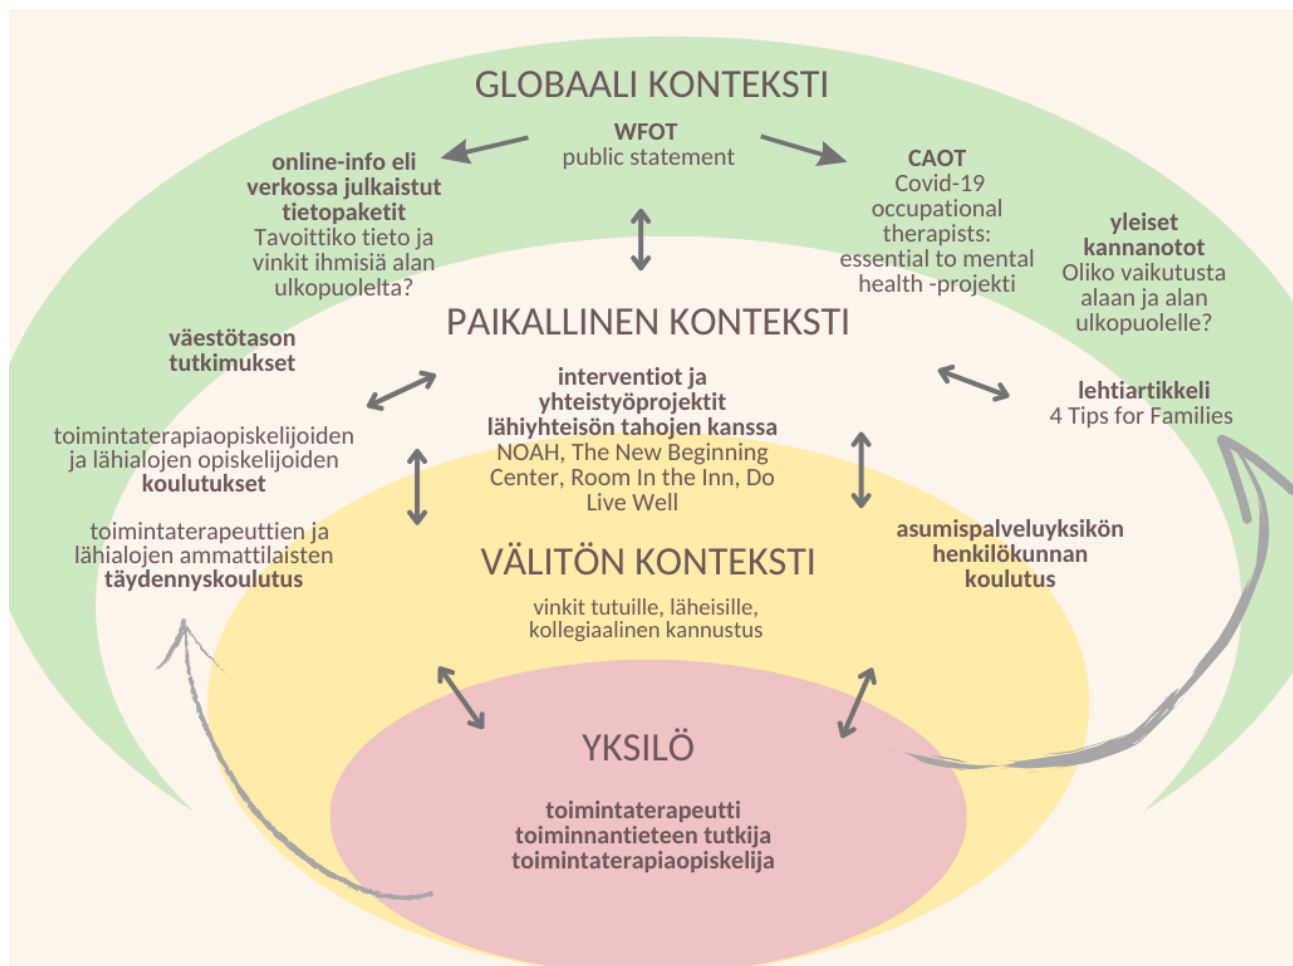 GLOBAALI KONTEKSTI
WFOT
public statement
online-info eli
verkossa julkaistut
tietopaketit
Tavoittiko tieto ja
vinkit ihmisiä alan
ulkopuolelta?
CAOT
Covid-19
occupational
therapists:
essential to mental
health -projekti
yleiset
kannanotot
Oliko vaikutusta
alaan ja alan
ulkopuolelle?
väestötason
tutkimukset
PAIKALLINEN KONTEKSTI
interventiot ja
yhteistyöprojektit
lähiyhteisön tahojen kanssa
NOAH, The New Beginning
Center, Room In the Inn, Do
Live Well
lehtiartikkeli
4 Tips for Families
toimintaterapiaopiskelijoiden
ja lähialojen opiskelijoiden
koulutukset
toimintaterapeuttien ja
lähialojen ammattilaisten
täydennyskoulutus
asumispalveluyksikön
henkilökunnan
koulutus
VÄLITÖN KONTEKSTI
vinkit tutuille, läheisille,
kollegiaalinen kannustus
YKSILÖ
toimintaterapeutti
toiminnantieteen tutkija
toimintaterapiaopiskelija